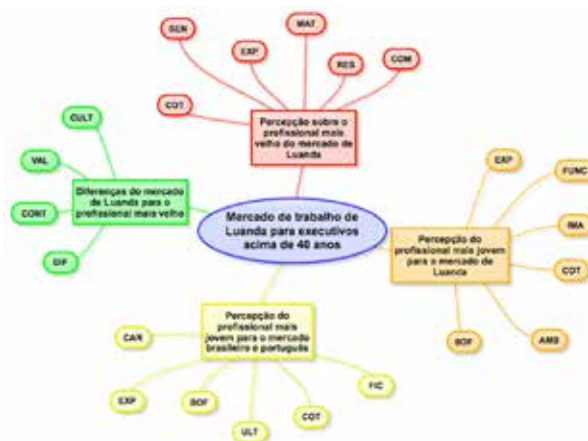 MAT
SEN
EXP
RES
COM
COT
Percepção sobre o
profissional mais
velho do mercado de
Luanda
CULT
VAL
CONT
DIF
Diferenças do mercado
de Luanda para o
profissional mais velho
Mercado de trabalho de
Luanda para executivos
acima de 40 anos
EXP
FUNC
IMA
COT
AMB
SOF
Percepção do
profissional mais jovem
para o mercado de
Luanda
Percepção do
profissional mais
jovem para o mercado
brasileiro e português
CAR
EXP
SOF
ULT
COT
FIC